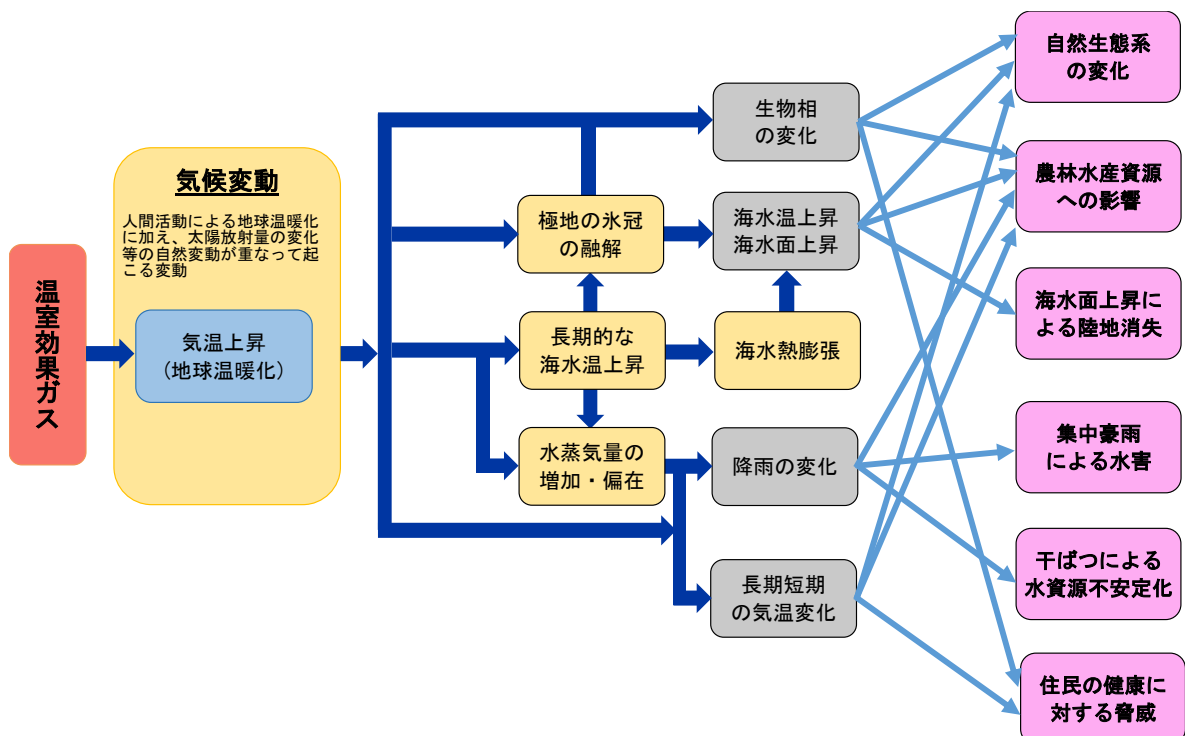 温室効果ガス
気候変動
人間活動による地球温暖化
に加え、太陽放射量の変化
等の自然変動が重なって起
こる変動
気温上昇
(地球温暖化)
極地の氷冠
の融解
長期的な
海水温上昇
水蒸気量の
増加・偏在
生物相
の変化
海水温上昇
海水面上昇
海水熱膨張
降雨の変化
長期短期
の気温変化
自然生態系
の変化
農林水産資源
への影響
海水面上昇に
よる陸地消失
集中豪雨
による水害
干ばつによる
水資源不安定化
住民の健康に
対する脅威